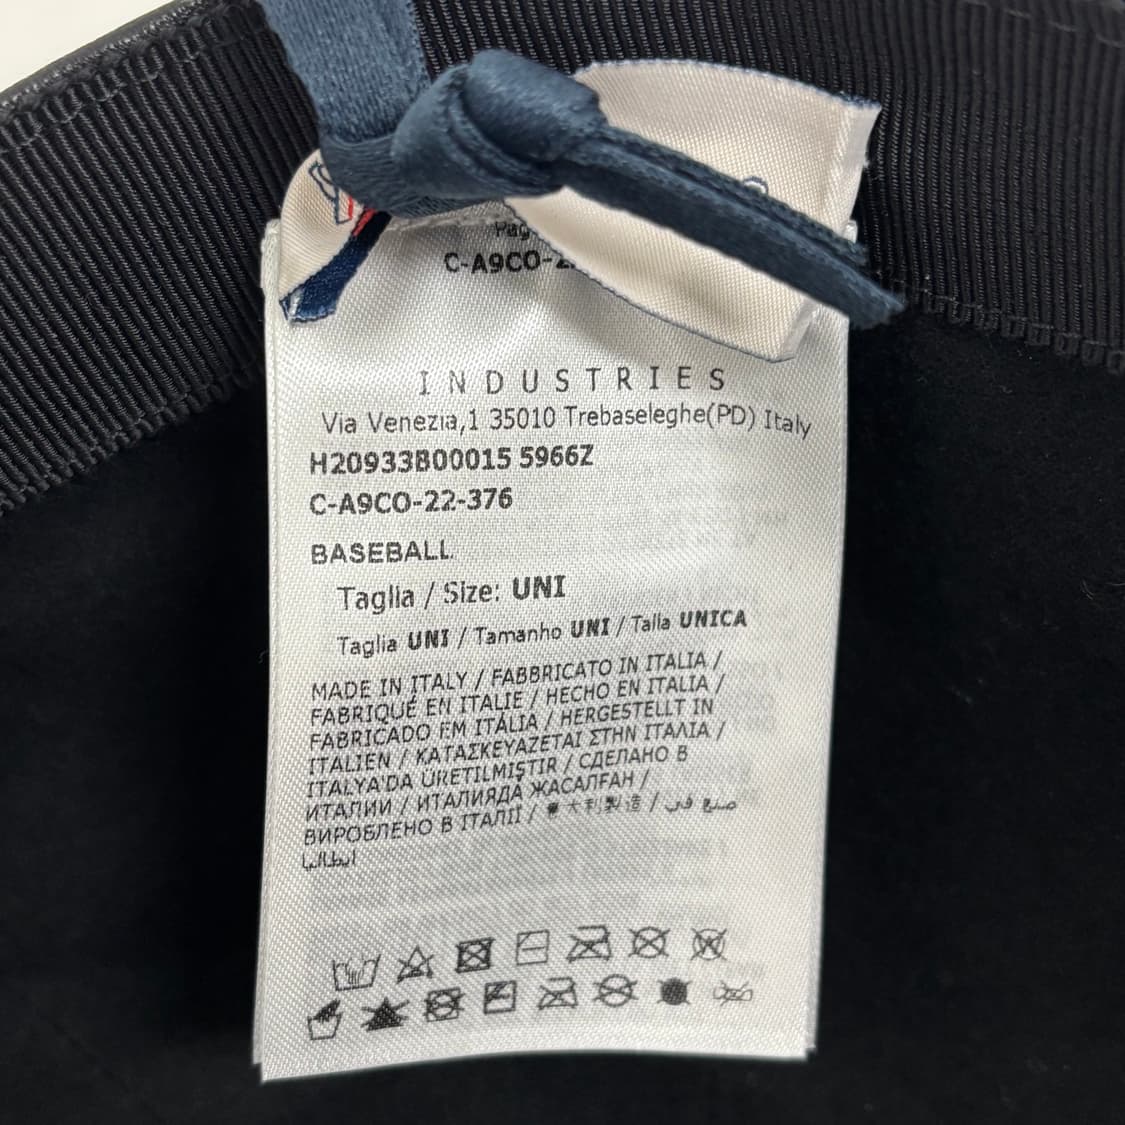 Pag
C-A9CO-2
INDUSTRIES
Via Venezia,1 35010 Trebaseleghe(PD) Italy
H20933B00015 5966Z
C-A9CO-22-376
BASEBALL
Taglia / Size: UNI
Taglia UNI / Tamanho UNI / Talla UNICA
MADE IN ITALY / FABBRICATO IN ITALIA /
FABRIQUÉ EN ITALIE / HECHO EN ITALIA /
FABRICADO EM ITÁLIA / HERGESTELLT IN
ITALIEN / ΚΑΤΑΣΚΕΥΑΖΕΤΑΙ ΣΤΗΝ ΙΤΑΛΙΑ /
ITALYA'DA ÜRETILMIŞTIR / СДЕЛАНО В
ИТАЛИИ / ИТАЛИЯДА ЖАСАЛҒАН /
ВИРОБЛЕНО В ІТАЛІЇ / 意大利製造 / صنع في
ايطاليا